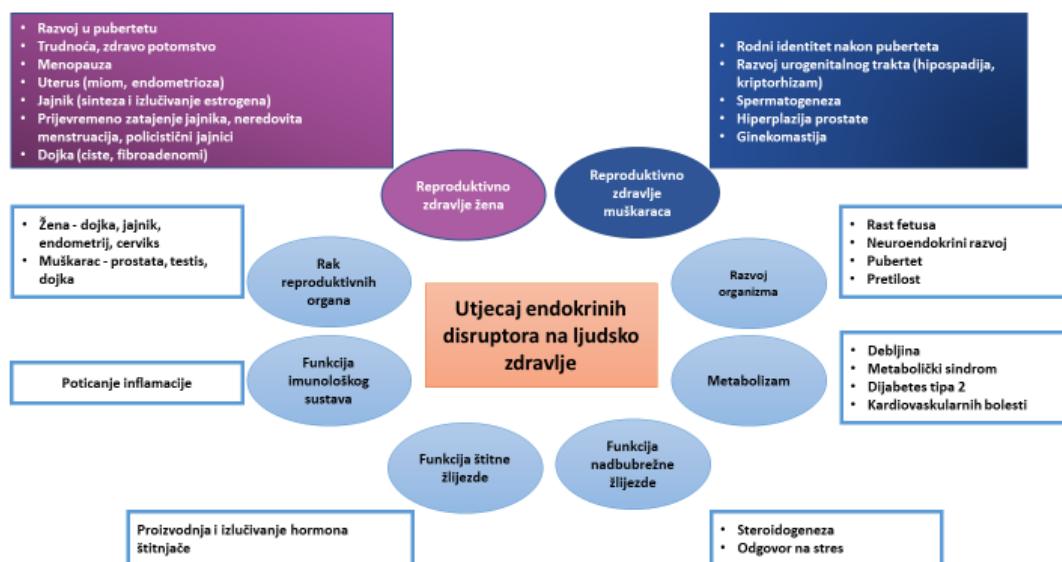 Razvoj u pubertetu
Trudnoća, zdravo potomstvo
Menopauza
Uterus (miom, endometrioza)
Jajnik (sinteza i izlučivanje estrogena)
Prijevremeno zatajenje jajnika, neredovita
menstruacija, policistični jajnici
Dojka (ciste, fibroadenomi)
Rodni identitet nakon puberteta
Razvoj urogenitalnog trakta (hipospadija,
kriptorhizam)
Spermatogeneza
Hiperplazija prostate
Ginekomastija
Reproduktivno
zdravlje žena
Reproduktivno
zdravlje
muškaraca
Žena - dojka, jajnik,
endometrij, cerviks
Muškarac - prostata, testis,
dojka
Rak
reproduktivnih
organa
Razvoj
organizma
Rast fetusa
Neuroendokrini razvoj
Pubertet
Pretilost
Utjecaj endokrinih
disruptora na ljudsko
zdravlje
Poticanje inflamacije
Funkcija
imunološkog
sustava
Metabolizam
Debljina
Metabolički sindrom
Dijabetes tipa 2
Kardiovaskularnih bolesti
Funkcija štitne
žlijezde
Funkcija
nadbubrežne
žlijezde
Proizvodnja i izlučivanje hormona
štitnjače
Steroidogeneza
Odgovor na stres